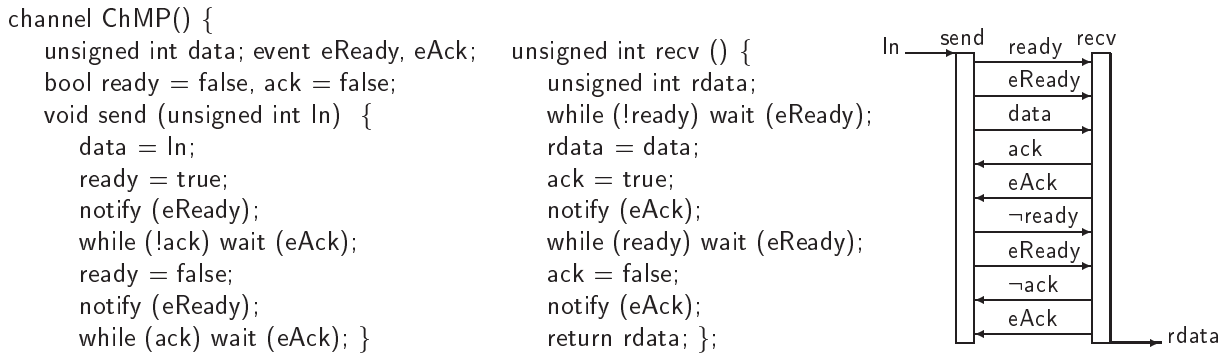 channel ChMP() {
unsigned int data; event eReady, eAck;
bool ready = false, ack = false;
void send (unsigned int In) {
data = In;
ready = true;
notify (eReady);
while (!ack) wait (eAck);
ready = false;
notify (eReady);
while (ack) wait (eAck); }
unsigned int recv () {
unsigned int rdata;
while (!ready) wait (eReady);
rdata = data;
ack = true;
notify (eAck);
while (ready) wait (eReady);
ack = false;
notify (eAck);
return rdata; };
In send ready recv
eReady
data
ack
eAck
¬ready
eReady
¬ack
eAck
rdata